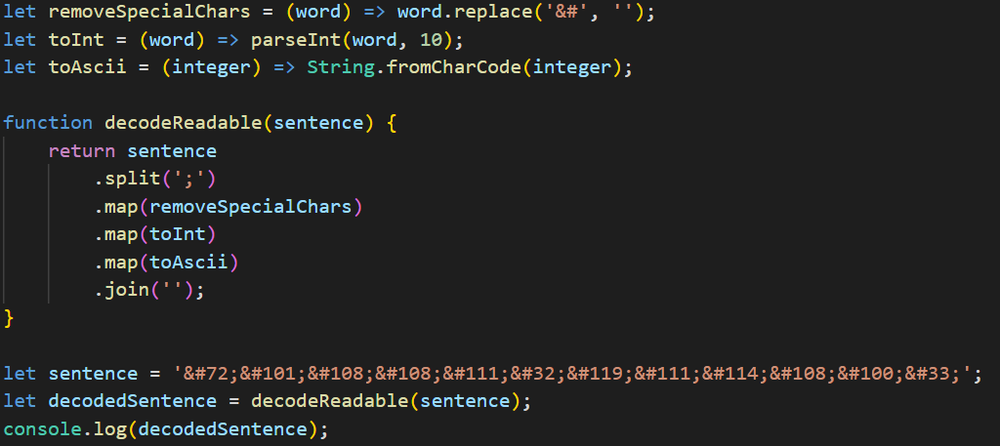 let removeSpecialChars = (word) => word.replace('&#', '');
let toInt = (word) => parseInt(word, 10);
let toAscii = (integer) => String.fromCharCode(integer);
function decodeReadable(sentence) {
return sentence
.split(';')
.map(removeSpecialChars)
.map(toInt)
.map(toAscii)
.join('');
}
let sentence = '&#72;&#101;&#108;&#108;&#111;&#32;&#119;&#111;&#114;&#108;&#100;&#33;';
let decodedSentence = decodeReadable(sentence);
console.log(decodedSentence);